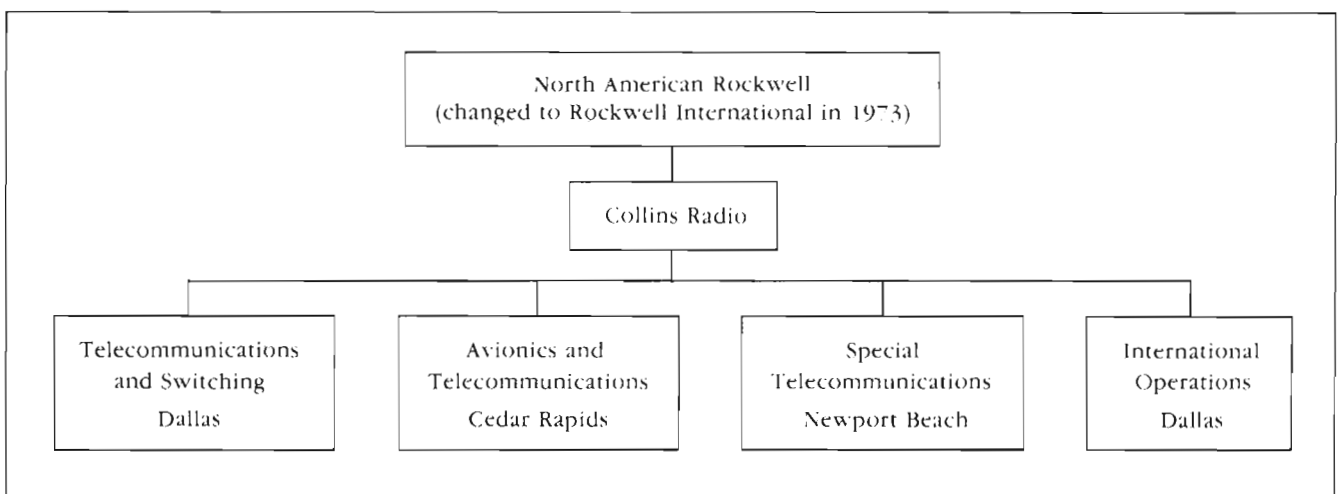 North American Rockwell
(changed to Rockwell International in 1973)
Collins Radio
Telecommunications
and Switching
Dallas
Avionics and
Telecommunications
Cedar Rapids
Special
Telecommunications
Newport Beach
International
Operations
Dallas